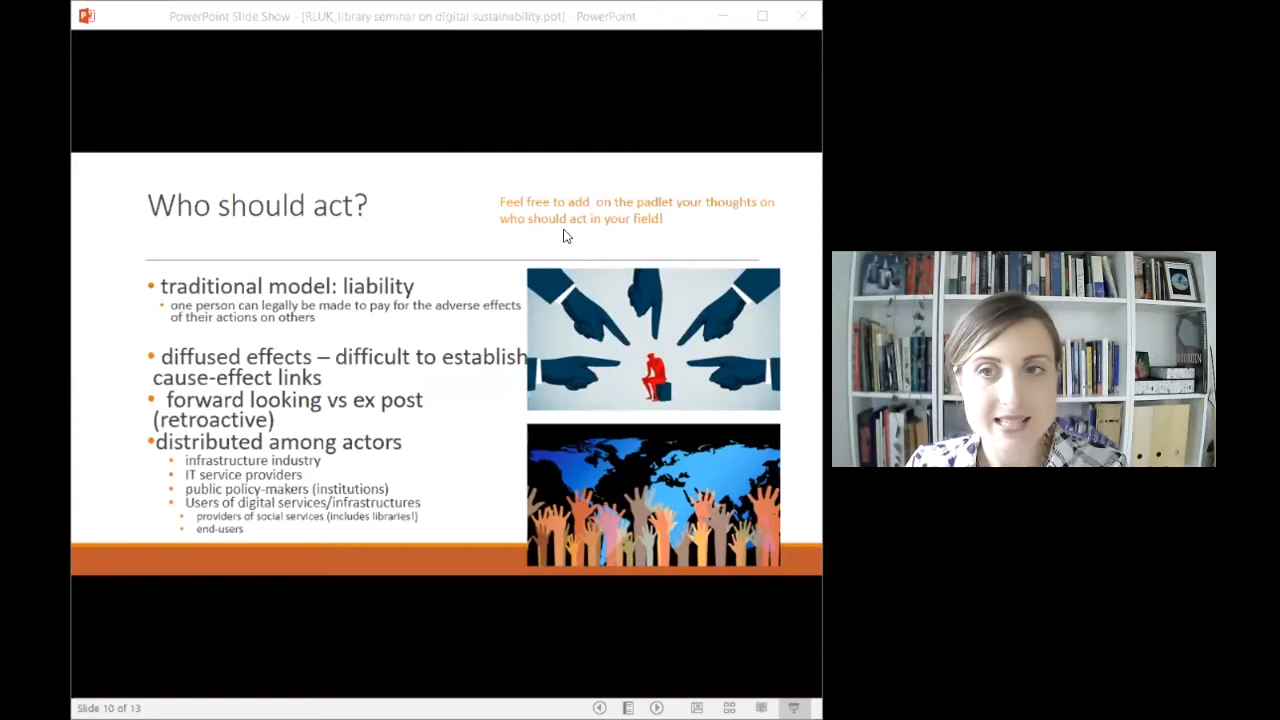 PowerPoint Slide Show - [RLUK_library seminar on digital sustainability.pot] - PowerPoint
Who should act?
Feel free to add on the padlet your thoughts on
who should act in your field!
• traditional model: liability
• one person can legally be made to pay for the adverse effects
of their actions on others
• diffused effects – difficult to establish
cause-effect links
• forward looking vs ex post
(retroactive)
•distributed among actors
• infrastructure industry
• IT service providers
• public policy-makers (institutions)
• Users of digital services/infrastructures
• providers of social services (includes libraries!)
• end-users
BOURDIN
Slide 10 of 13